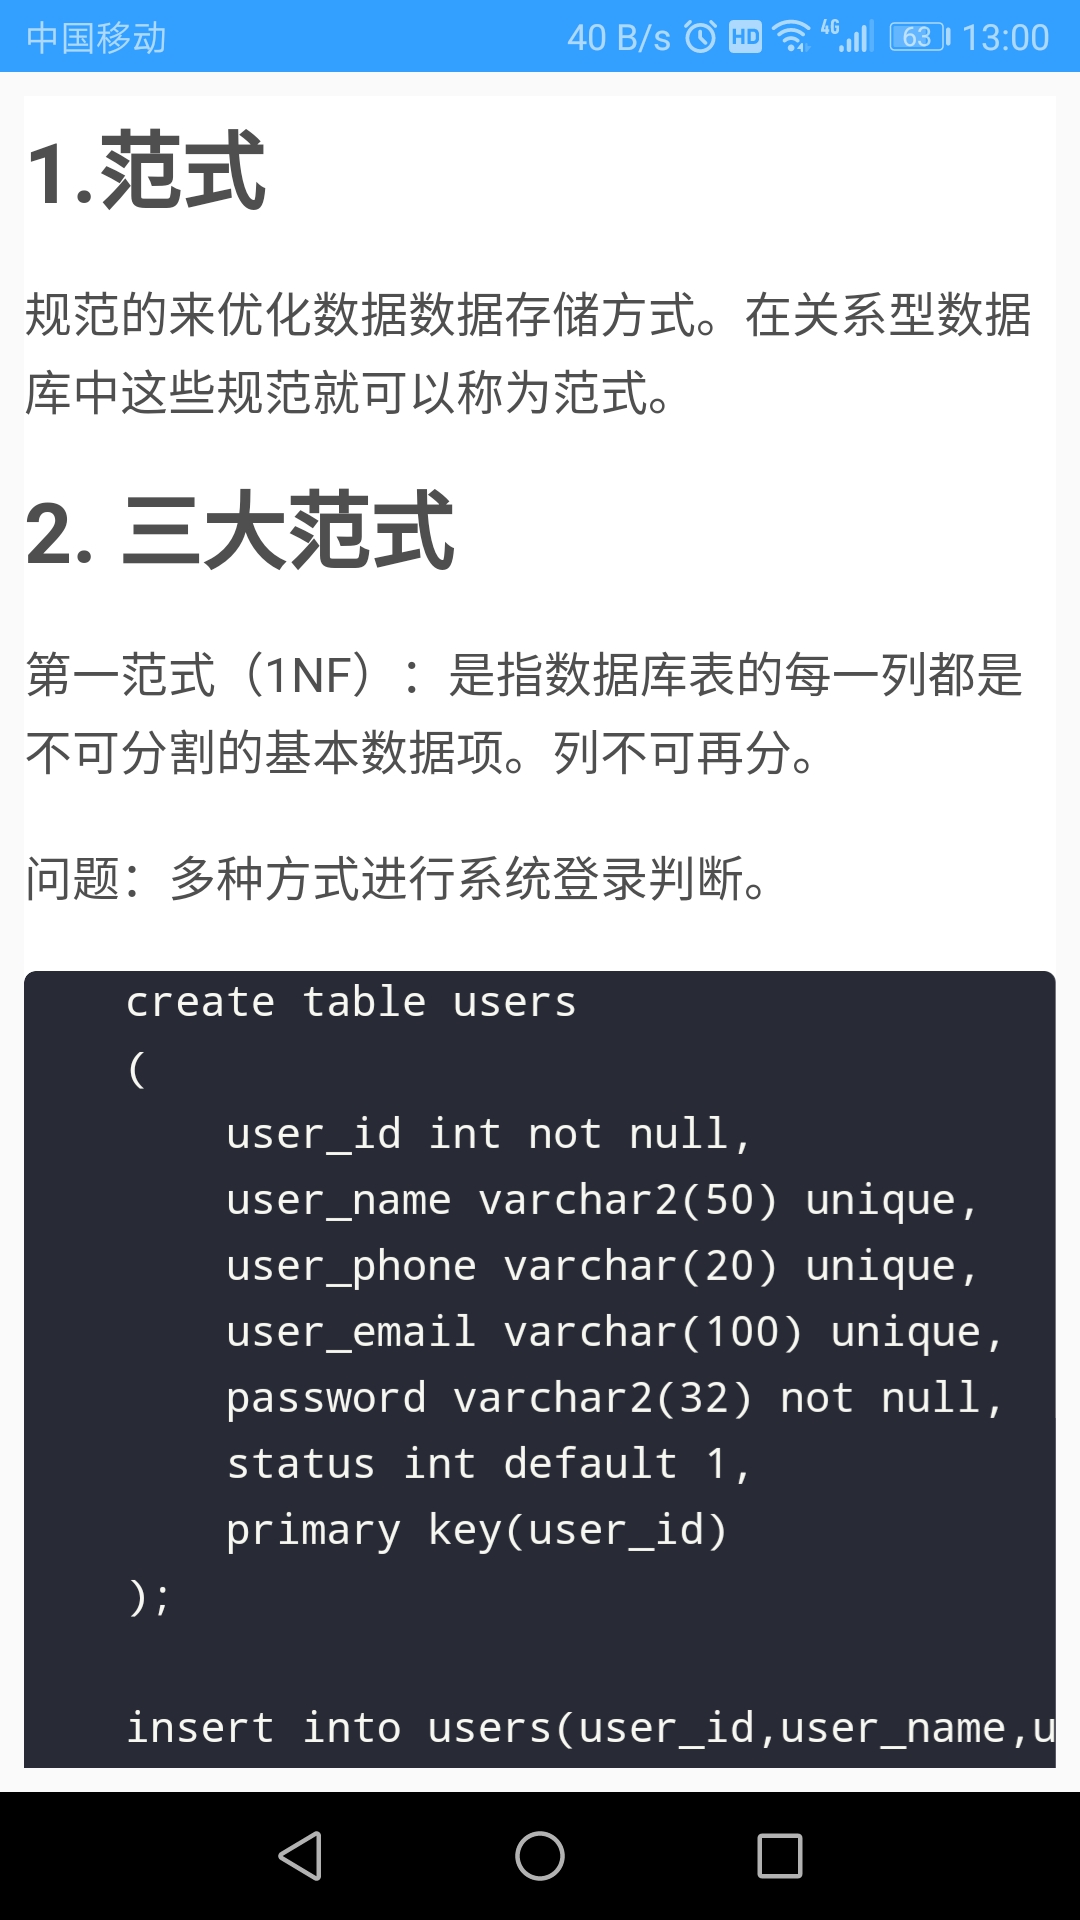 中国移动 40 B/s HD 4G 63 13:00
1.范式
规范的来优化数据数据存储方式。在关系型数据
库中这些规范就可以称为范式。
2. 三大范式
第一范式（1NF）：是指数据库表的每一列都是
不可分割的基本数据项。列不可再分。
问题：多种方式进行系统登录判断。
create table users
(
user_id int not null,
user_name varchar2(50) unique,
user_phone varchar(20) unique,
user_email varchar(100) unique,
password varchar2(32) not null,
status int default 1,
primary key(user_id)
);
insert into users(user_id,user_name,u